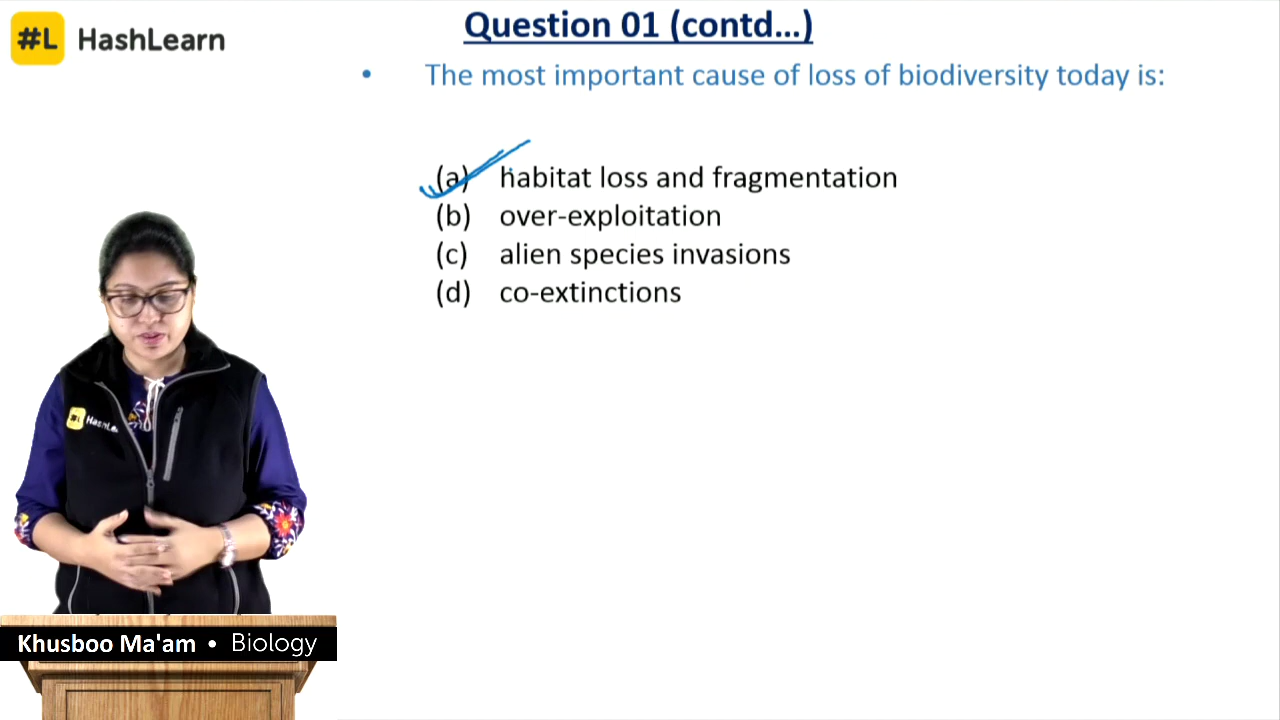 #L HashLearn
Question 01 (contd...)
• The most important cause of loss of biodiversity today is:
(a) habitat loss and fragmentation
(b) over-exploitation
(c) alien species invasions
(d) co-extinctions
#L
Khusboo Ma'am • Biology